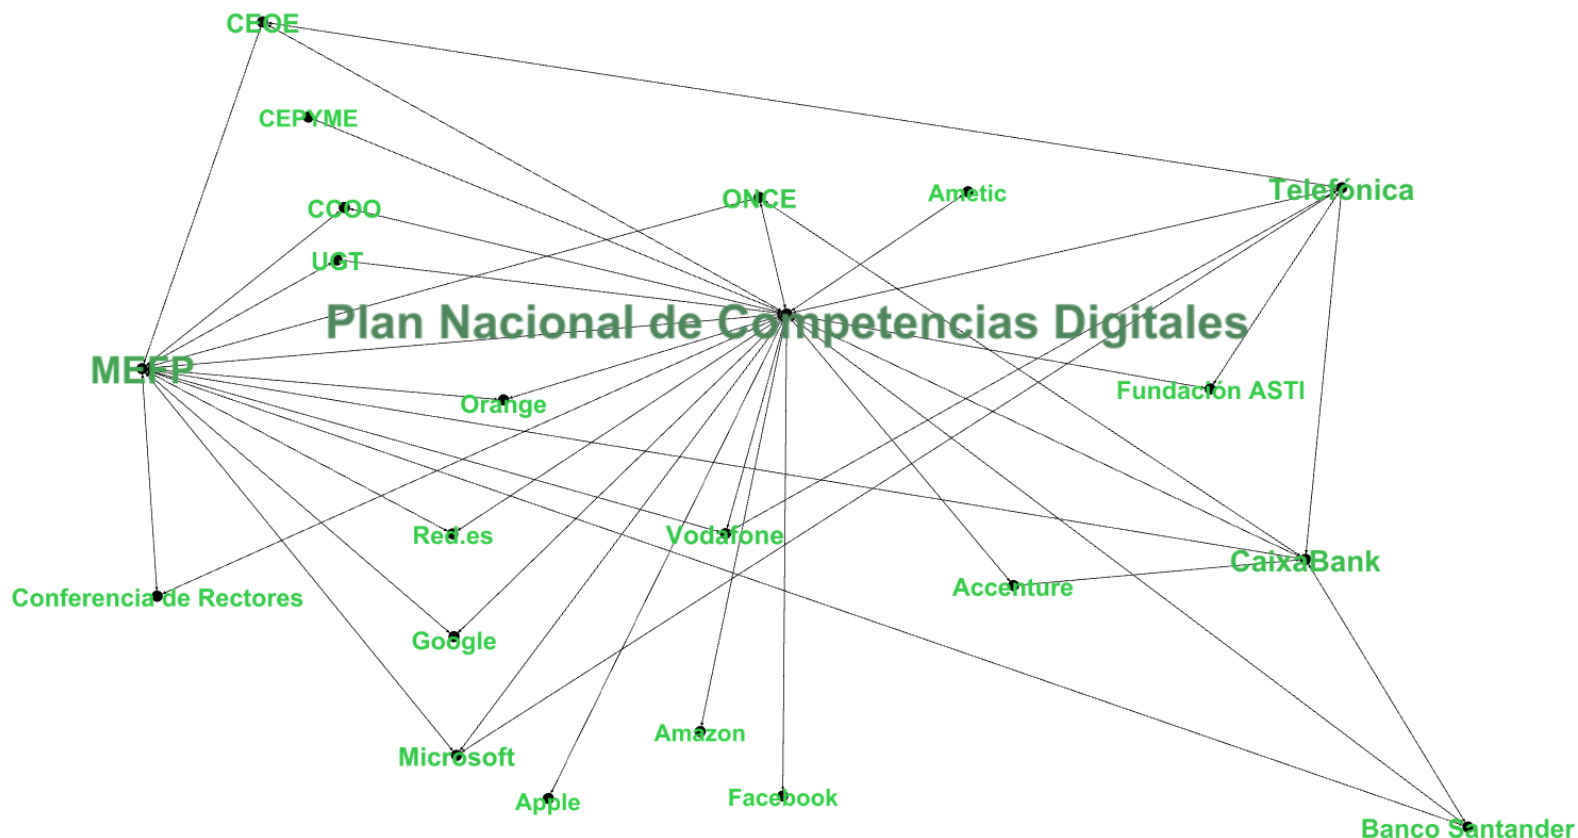 CEOE
CEPYME
Telefónica
ONCE
Ametic
CCOO
UGT
Plan Nacional de Competencias Digitales
MEFP
Fundación ASTI
Orange
Red.es
Vodafone
CaixaBank
Accenture
Conferencia de Rectores
Google
Amazon
Microsoft
Facebook
Apple
Banco Santander